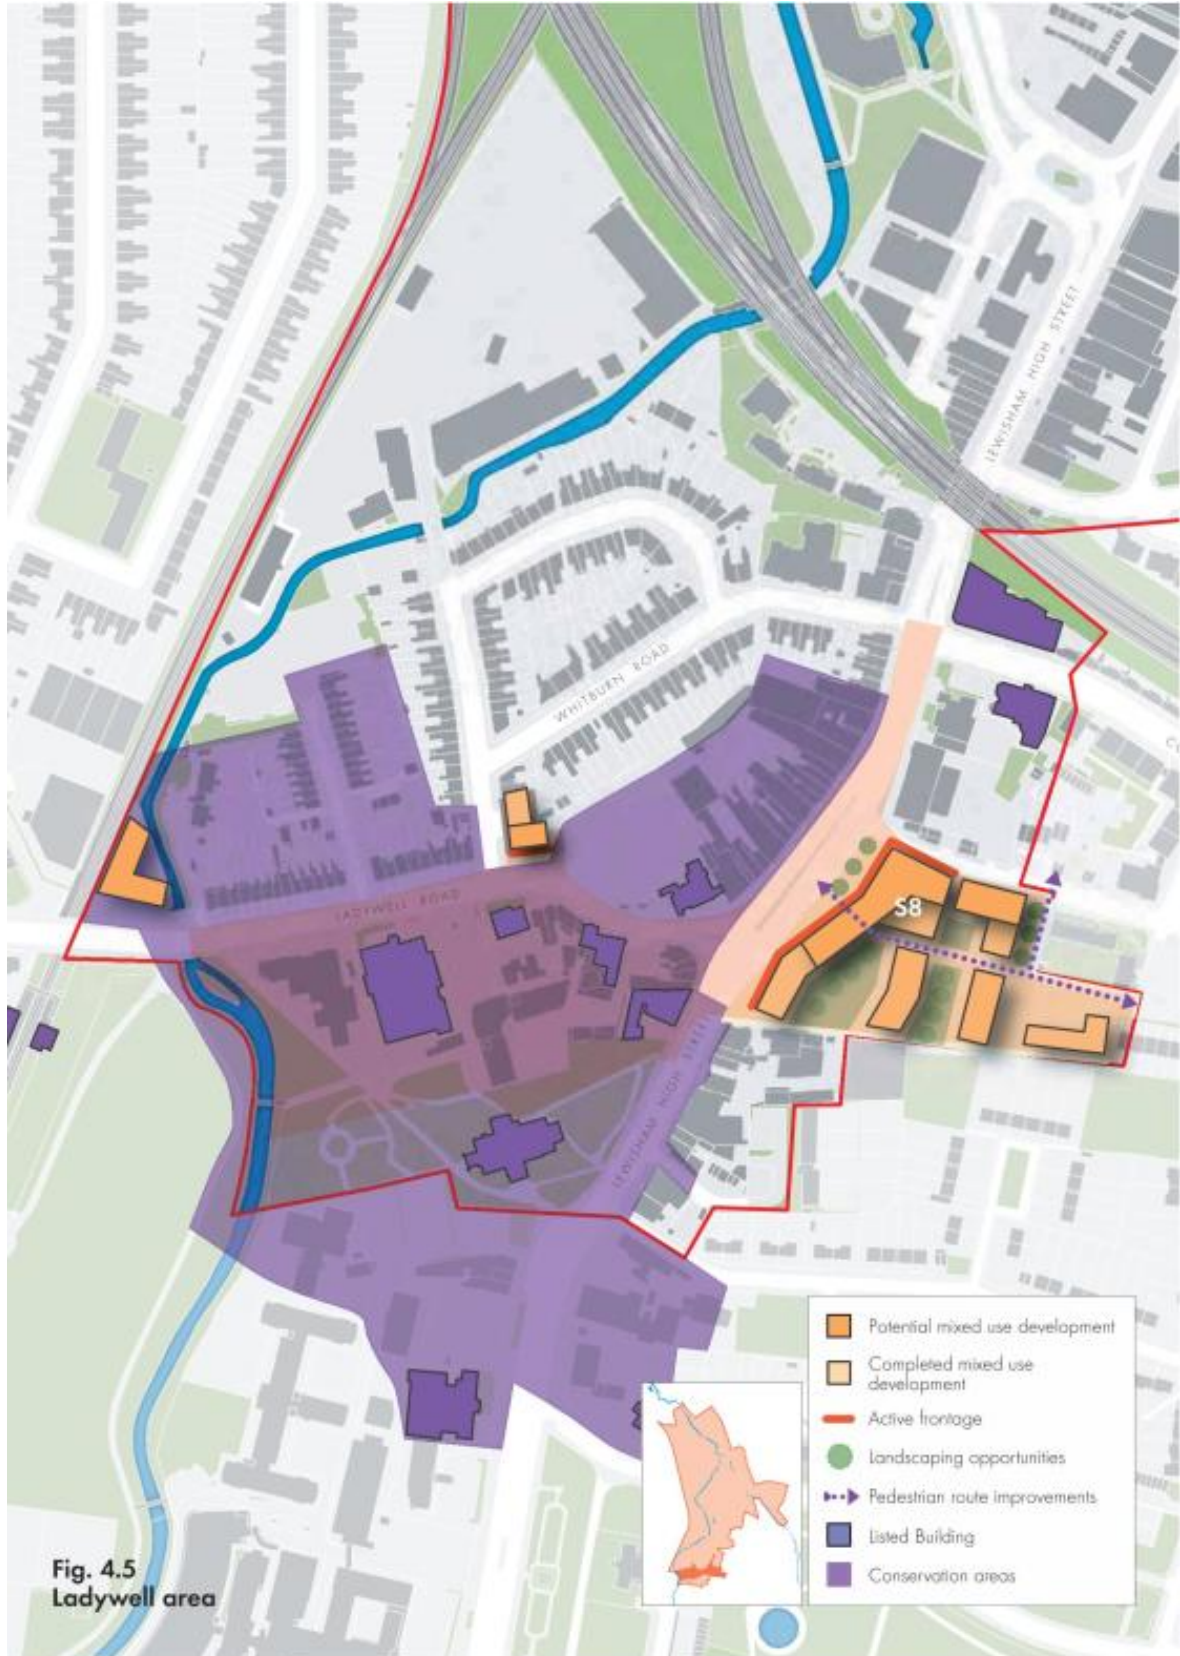 LEWISHAM HIGH STREET
WHITBURN ROAD
LADYWELL ROAD
S8
LEWISHAM HIGH STREET
Potential mixed use development
Completed mixed use
development
Active frontage
Landscaping opportunities
Pedestrian route improvements
Listed Building
Conservation areas
Fig. 4.5
Ladywell area